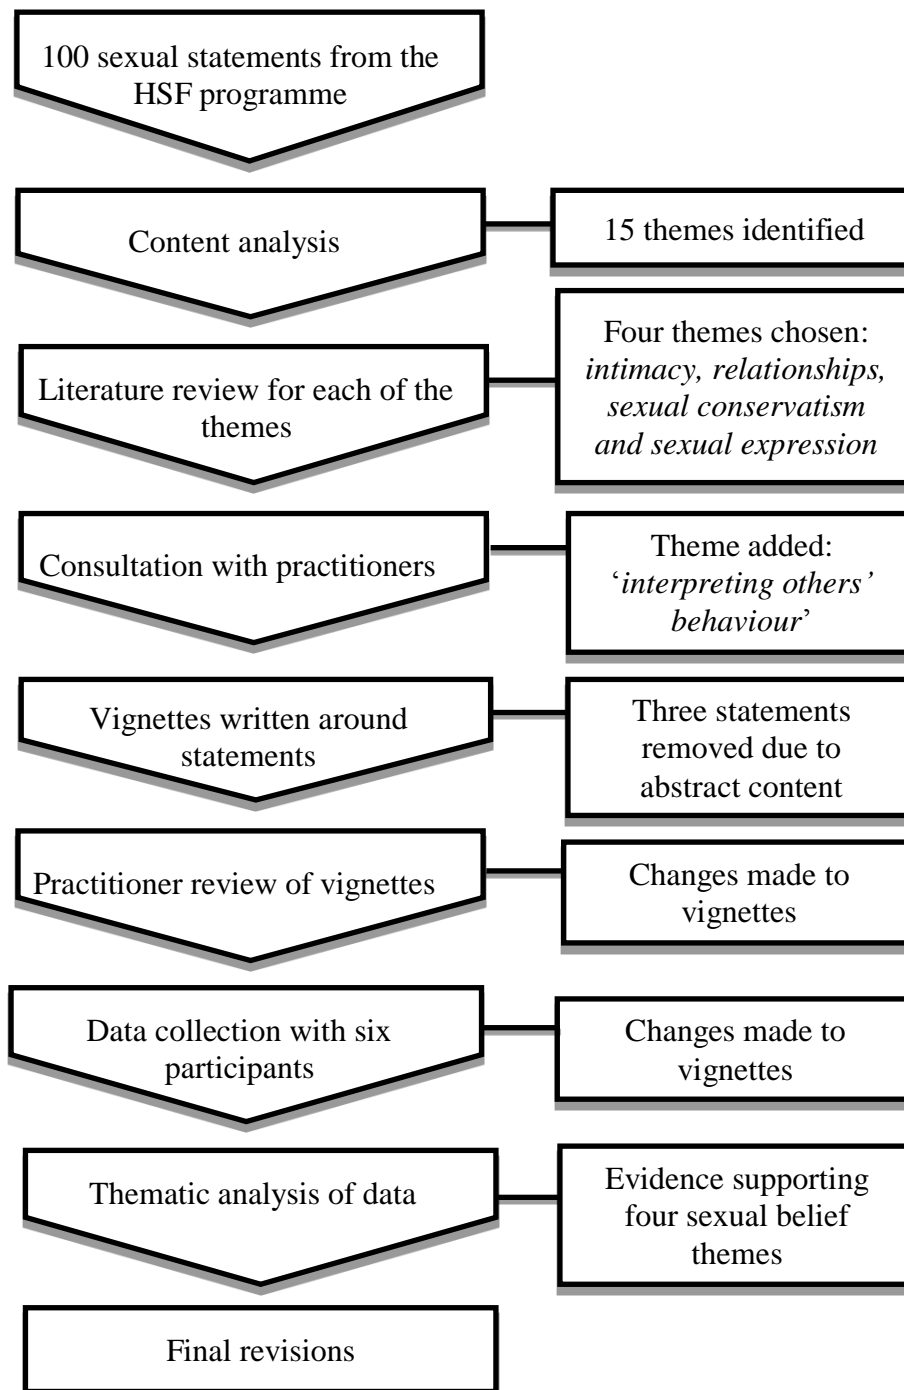 100 sexual statements from the
HSF programme
Content analysis
15 themes identified
Literature review for each of the
themes
Four themes chosen:
intimacy, relationships,
sexual conservatism
and sexual expression
Consultation with practitioners
Theme added:
‘interpreting others’
behaviour’
Vignettes written around
statements
Three statements
removed due to
abstract content
Practitioner review of vignettes
Changes made to
vignettes
Data collection with six
participants
Changes made to
vignettes
Thematic analysis of data
Evidence supporting
four sexual belief
themes
Final revisions